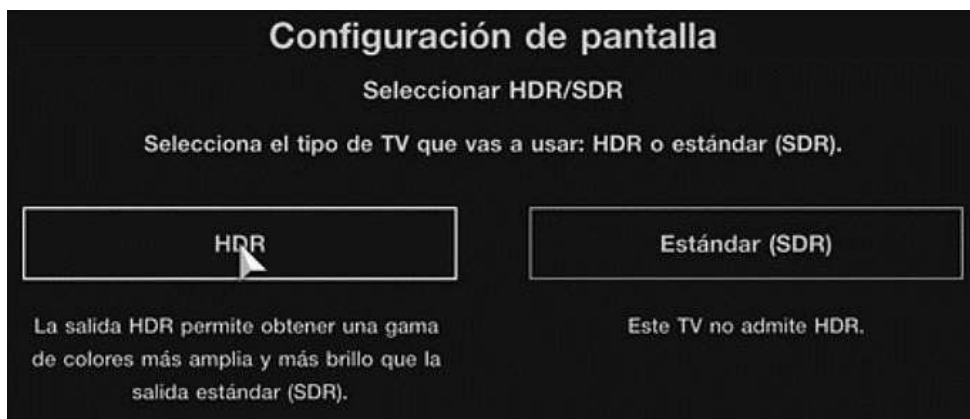 Configuración de pantalla
Seleccionar HDR/SDR
Selecciona el tipo de TV que vas a usar: HDR o estándar (SDR).
HDR
Estándar (SDR)
La salida HDR permite obtener una gama
de colores más amplia y más brillo que la
salida estándar (SDR).
Este TV no admite HDR.